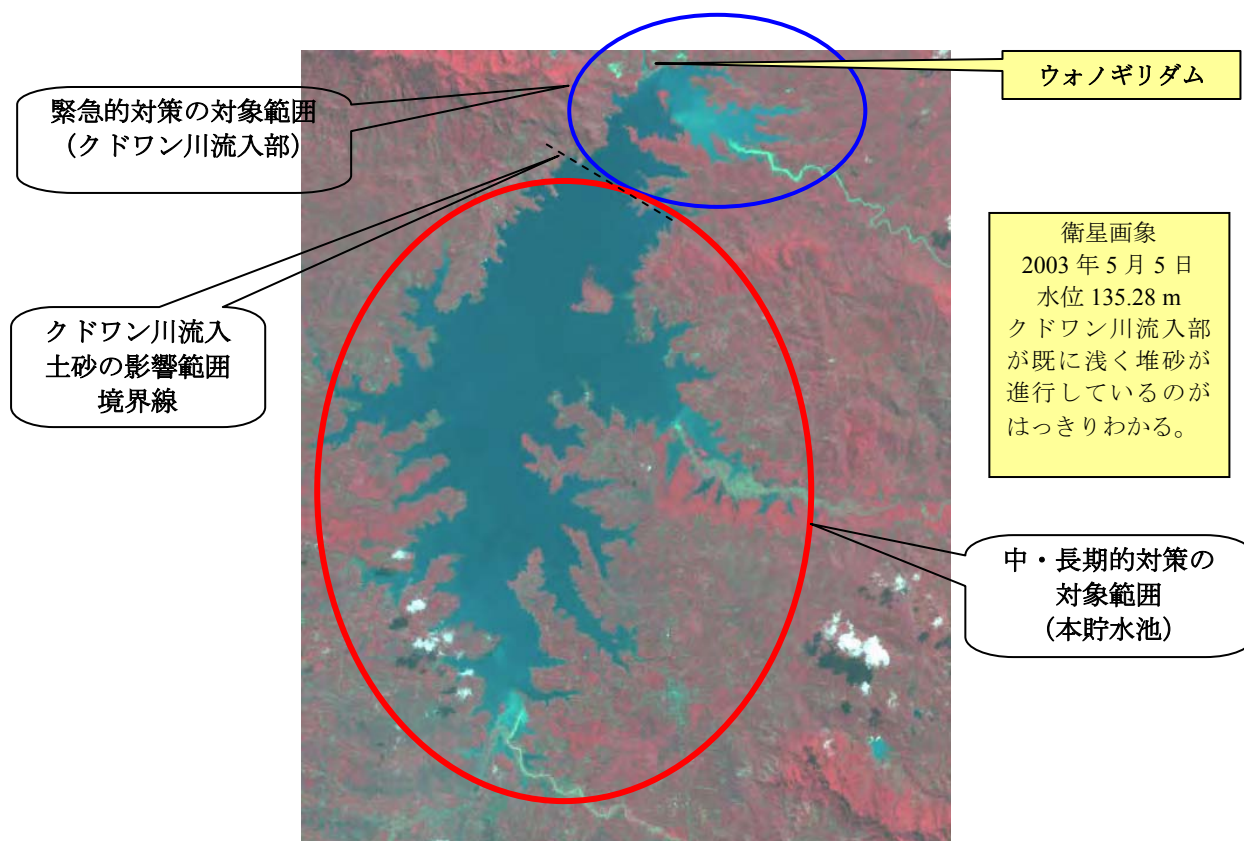 ウォノギリダム
緊急的対策の対象範囲
（クドワン川流入部）
衛星画象
2003 年 5 月 5 日
水位 135.28 m
クドワン川流入部
が既に浅く堆砂が
進行しているのが
はっきりわかる。
クドワン川流入
土砂の影響範囲
境界線
中・長期的対策の
対象範囲
（本貯水池）